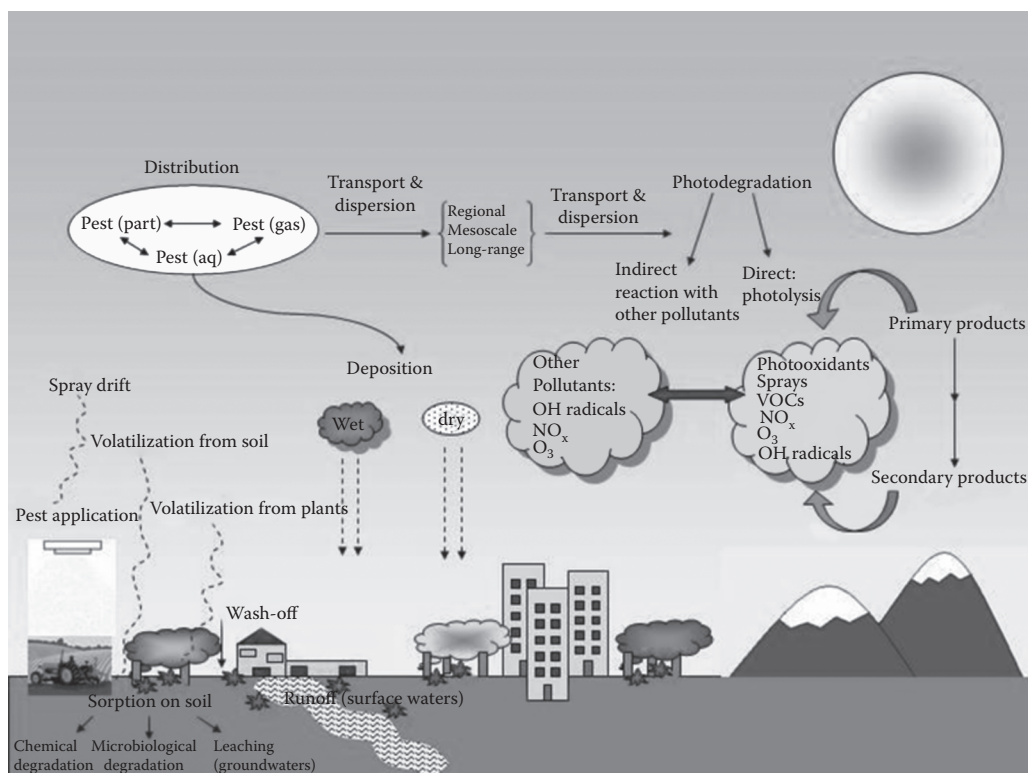 Distribution
Pest (part)
Pest (gas)
Pest (aq)
Transport &
dispersion
Regional
Mesoscale
Long-range
Transport &
dispersion
Photodegradation
Indirect
reaction with
other pollutants
Direct:
photolysis
Primary products
Secondary products
Photooxidants
Sprays
VOCs
NOx
O3
OH radicals
Other
Pollutants:
OH radicals
NOx
O3
Deposition
Wet
dry
Spray drift
Volatilization from soil
Volatilization from plants
Pest application
Wash-off
Sorption on soil
Runoff (surface waters)
Chemical
degradation
Microbiological
degradation
Leaching
(groundwaters)